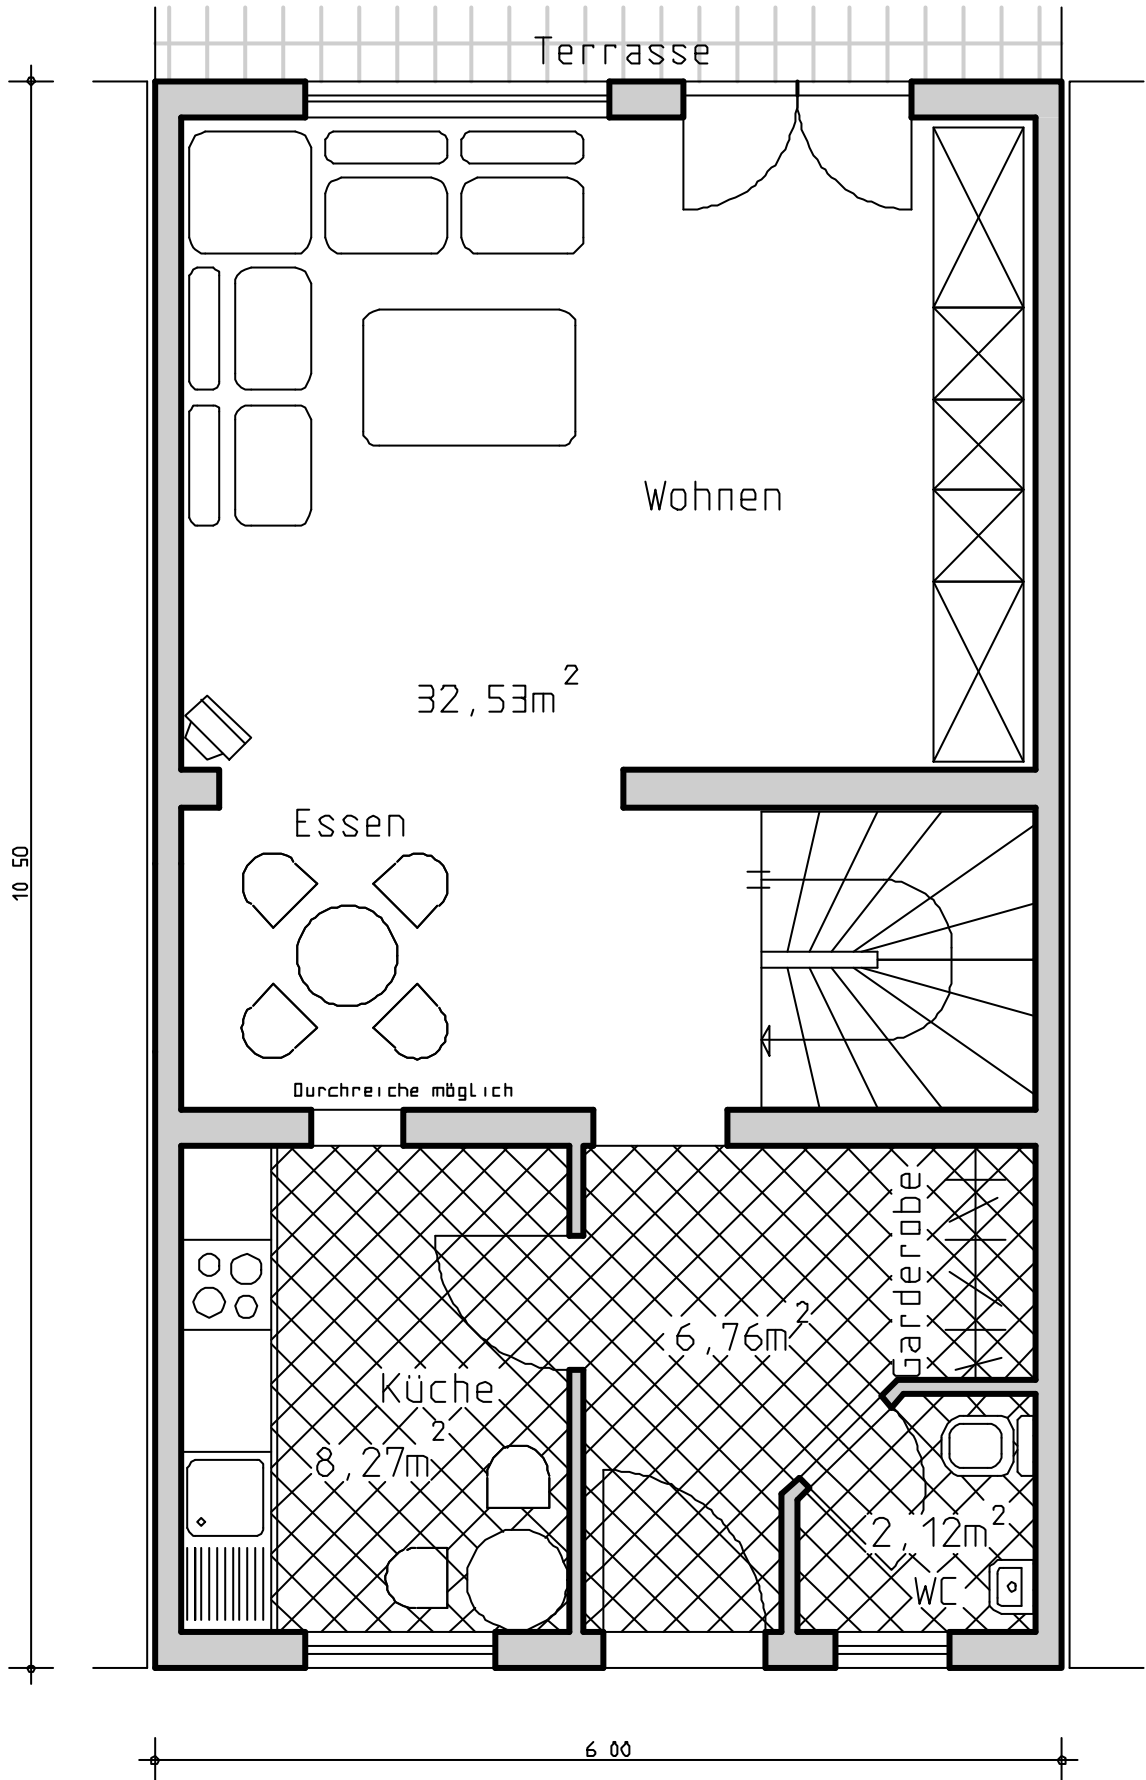 Terrasse
Wohnen
32,53m²
Essen
10 50
Durchreiche möglich
Garderobe
6,76m²
Küche
8,27m²
2,12m²
WC
6 00